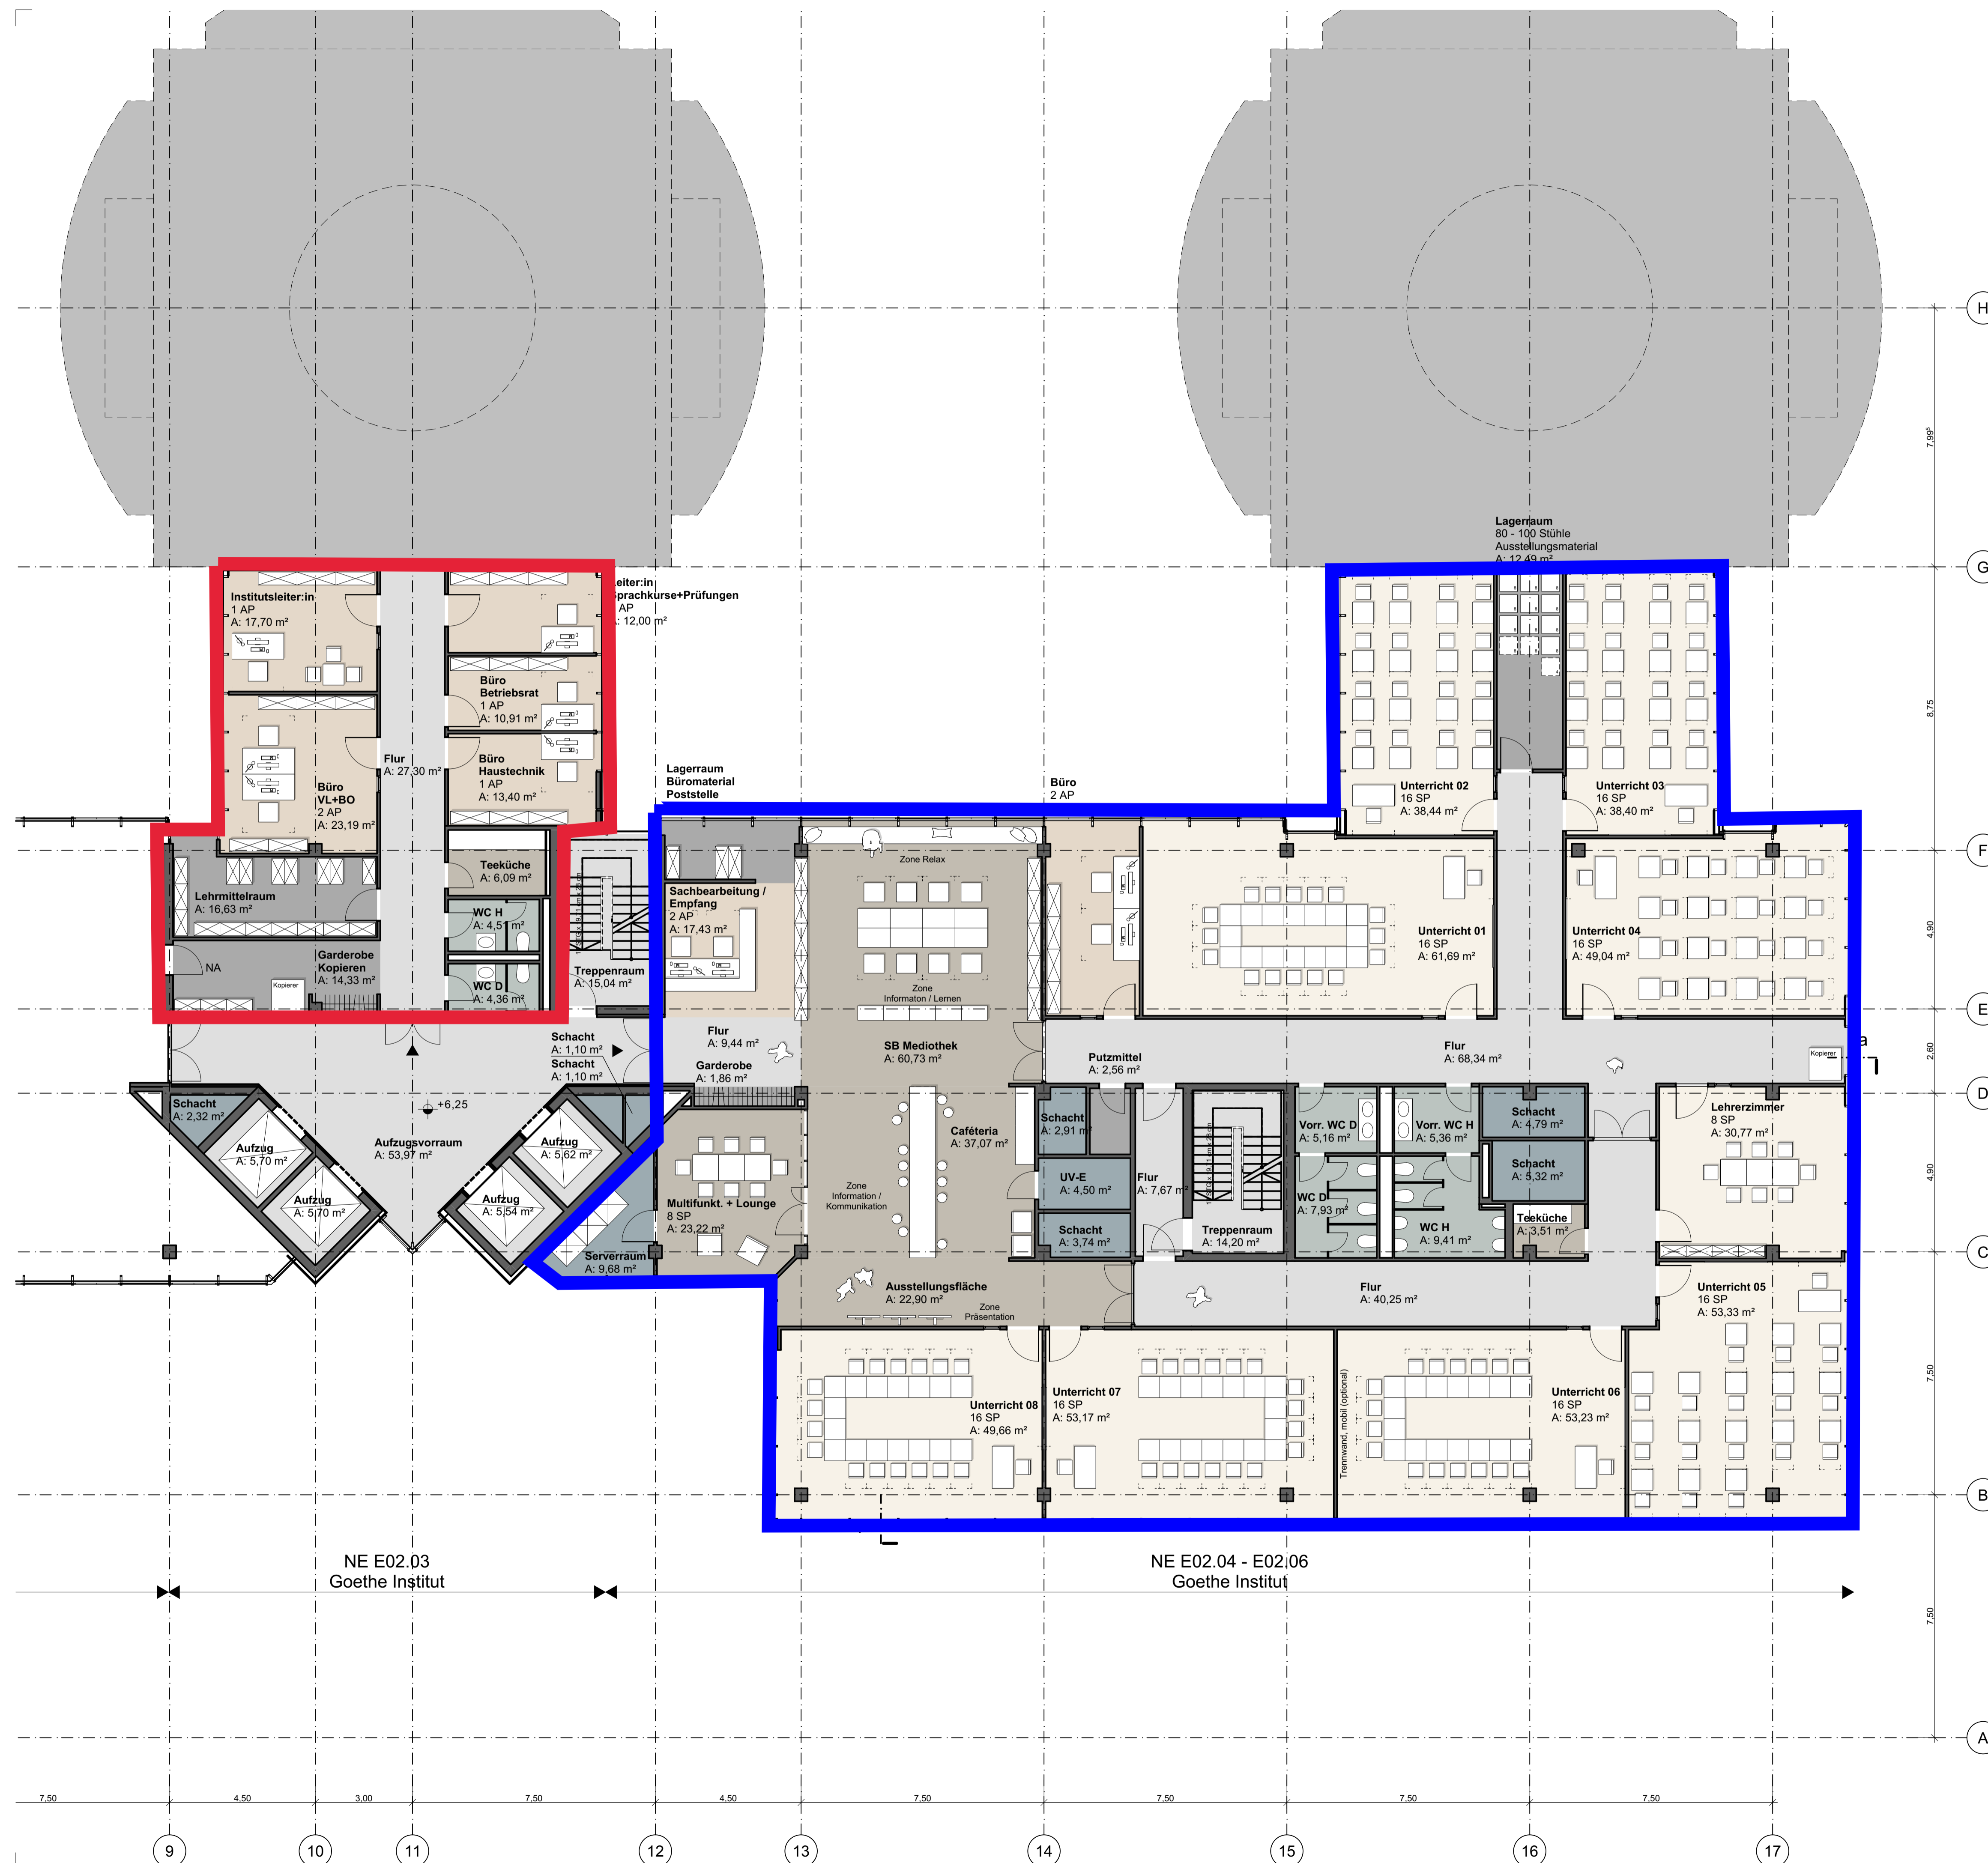 H
7,99⁵
Lagerraum
80 - 100 Stühle
Ausstellungsmaterial
A: 12,49 m²
G
Institutsleiter:in
1 AP
A: 17,70 m²
eiter:in
prachkurse+Prüfungen
AP
: 12,00 m²
Büro
Betriebsrat
1 AP
A: 10,91 m²
8,75
Flur
A: 27,30 m²
Büro
Haustechnik
1 AP
A: 13,40 m²
Büro
VL+BO
2 AP
A: 23,19 m²
Lagerraum
Büromaterial
Poststelle
Büro
2 AP
Unterricht 02
16 SP
A: 38,44 m²
Unterricht 03
16 SP
A: 38,40 m²
F
Teeküche
A: 6,09 m²
Zone Relax
Lehrmittelraum
A: 16,63 m²
Sachbearbeitung /
Empfang
2 AP
A: 17,43 m²
WC H
A: 4,51 m²
Unterricht 01
16 SP
A: 61,69 m²
Unterricht 04
16 SP
A: 49,04 m²
4,90
NA
Garderobe
Kopieren
A: 14,33 m²
Kopierer
WC D
A: 4,36 m²
Treppenraum
A: 15,04 m²
Zone
Informaton / Lernen
E
Schacht
A: 1,10 m²
Schacht
A: 1,10 m²
Flur
A: 9,44 m²
Garderobe
A: 1,86 m²
SB Mediothek
A: 60,73 m²
Putzmittel
A: 2,56 m²
Flur
A: 68,34 m²
Kopierer
a
2,60
D
Schacht
A: 2,32 m²
+6,25
Aufzugsvorraum
A: 53,97 m²
Aufzug
A: 5,70 m²
Aufzug
A: 5,62 m²
Aufzug
A: 5,70 m²
Aufzug
A: 5,54 m²
Caféteria
A: 37,07 m²
Schacht
A: 2,91 m²
Vorr. WC D
A: 5,16 m²
Vorr. WC H
A: 5,36 m²
Schacht
A: 4,79 m²
Lehrerzimmer
8 SP
A: 30,77 m²
Multifunkt. + Lounge
8 SP
A: 23,22 m²
Zone
Information /
Kommunikation
UV-E
A: 4,50 m²
Flur
A: 7,67 m²
Schacht
A: 5,32 m²
WC D
A: 7,93 m²
4,90
Schacht
A: 3,74 m²
Treppenraum
A: 14,20 m²
WC H
A: 9,41 m²
Teeküche
A: 3,51 m²
Serverraum
A: 9,68 m²
C
Ausstellungsfläche
A: 22,90 m²
Zone
Präsentation
Flur
A: 40,25 m²
Unterricht 05
16 SP
A: 53,33 m²
Unterricht 08
16 SP
A: 49,66 m²
Unterricht 07
16 SP
A: 53,17 m²
Trennwand, mobil (optional)
Unterricht 06
16 SP
A: 53,23 m²
7,50
B
NE E02.03
Goethe Institut
NE E02.04 - E02.06
Goethe Institut
7,50
A
7,50
4,50
3,00
7,50
4,50
7,50
7,50
7,50
7,50
9
10
11
12
13
14
15
16
17